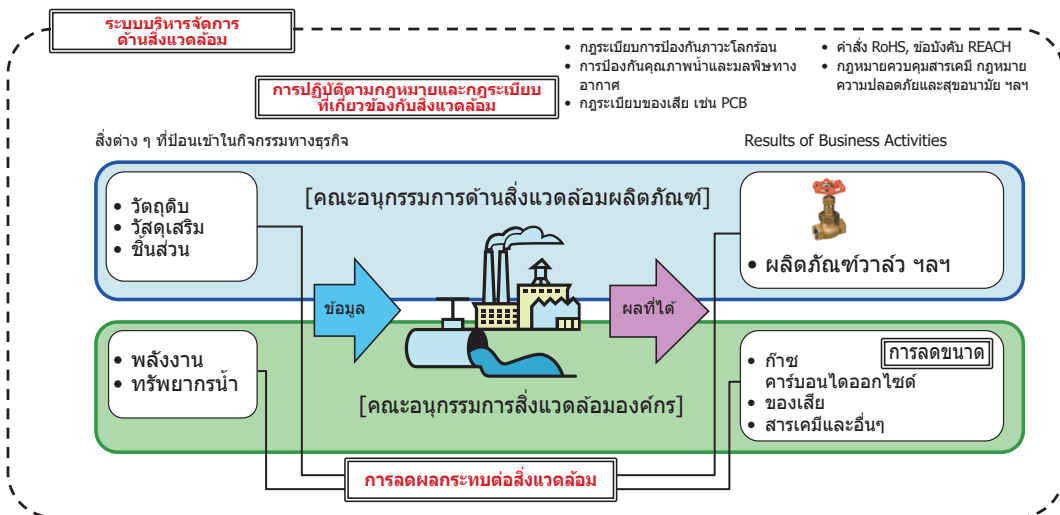 ระบบบริหารจัดการ
ด้านสิ่งแวดล้อม
การปฏิบัติตามกฎหมายและกฎระเบียบ
ที่เกี่ยวข้องกับสิ่งแวดล้อม
• กฎระเบียบการป้องกันภาวะโลกร้อน
• การป้องกันคุณภาพน้ำและมลพิษทาง
อากาศ
• กฎระเบียบของเสีย เช่น PCB
• คำสั่ง RoHS, ข้อบังคับ REACH
• กฎหมายควบคุมสารเคมี กฎหมาย
ความปลอดภัยและสุขอนามัย ฯลฯ
สิ่งต่าง ๆ ที่ป้อนเข้าในกิจกรรมทางธุรกิจ
Results of Business Activities
[คณะอนุกรรมการด้านสิ่งแวดล้อมผลิตภัณฑ์]
• วัตถุดิบ
• วัสดุเสริม
• ชิ้นส่วน
ข้อมูล
ผลที่ได้
• ผลิตภัณฑ์วาล์ว ฯลฯ
• พลังงาน
• ทรัพยากรน้ำ
[คณะอนุกรรมการสิ่งแวดล้อมองค์กร]
การลดขนาด
• ก๊าซ
คาร์บอนไดออกไซด์
• ของเสีย
• สารเคมีและอื่นๆ
การลดผลกระทบต่อสิ่งแวดล้อม